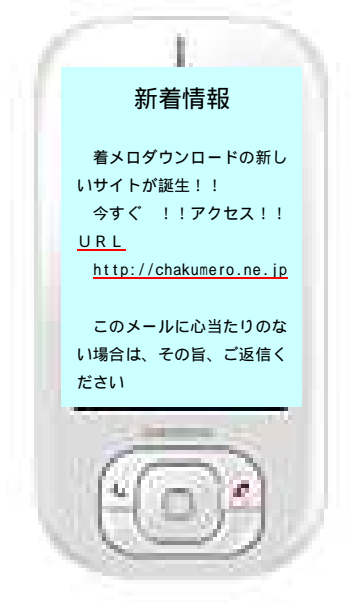 新着情報
着メロダウンロードの新し
いサイトが誕生！！
今すぐ　！！アクセス！！
ＵＲＬ
http://chakumero.ne.jp
このメールに心当たりのな
い場合は、その旨、ご返信く
ださい